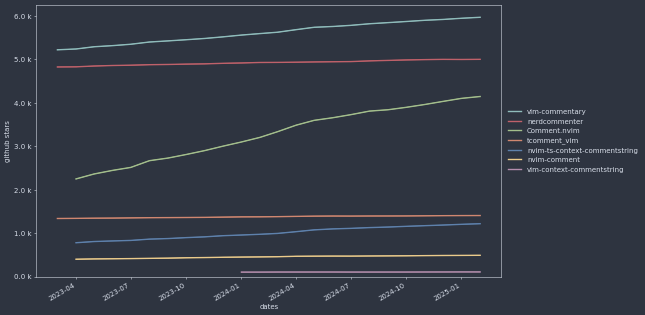 6.0 k
5.0 k
4.0 k
3.0 k
2.0 k
1.0 k
0.0 k
github stars
2023-04
2023-07
2023-10
2024-01
2024-04
2024-07
2024-10
2025-01
dates
vim-commentary
nerdcommenter
Comment.nvim
tcomment_vim
nvim-ts-context-commentstring
nvim-comment
vim-context-commentstring